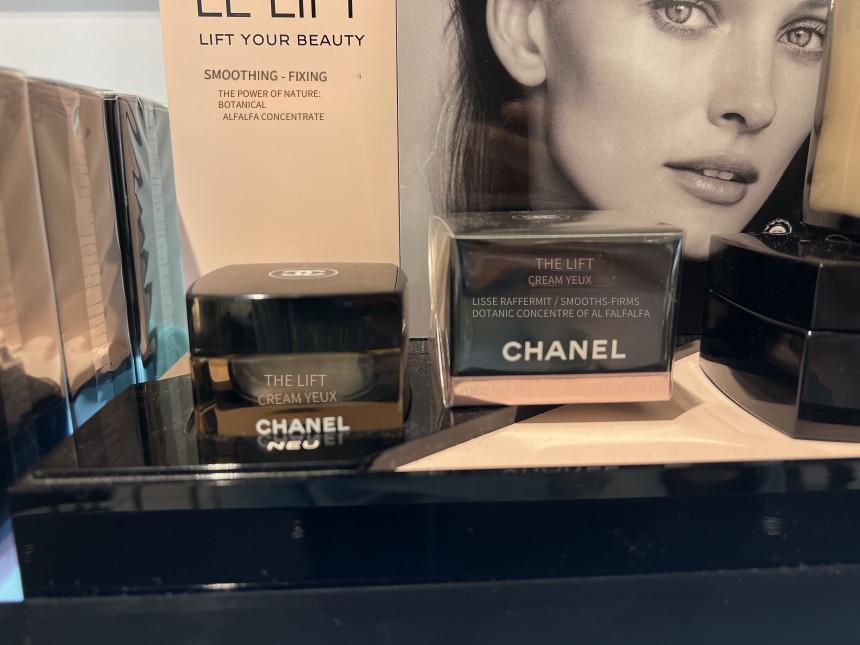 LE LIFT
LIFT YOUR BEAUTY
SMOOTHING - FIXING
THE POWER OF NATURE:
BOTANICAL
ALFALFA CONCENTRATE
THE LIFT
CREAM YEUX
CHANEL
NEU
THE LIFT
CREAM YEUX
LISSE RAFFERMIT / SMOOTHS-FIRMS
DOTANIC CONCENTRE OF AL FALFALFA
CHANEL